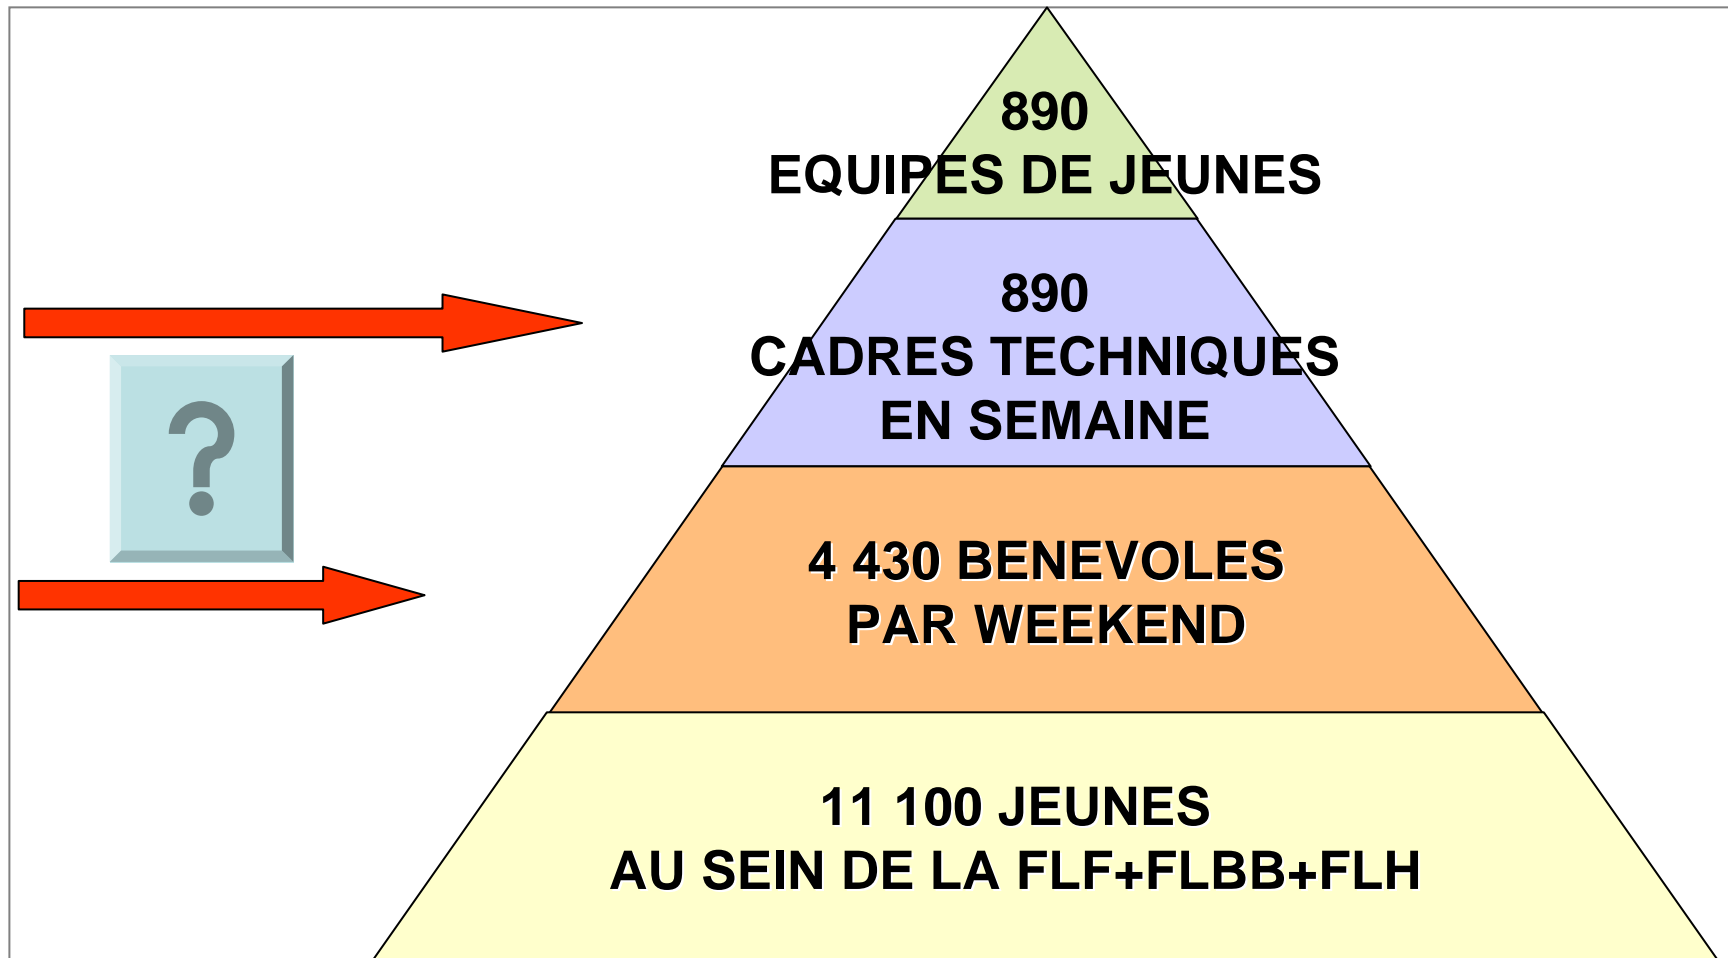 890
EQUIPES DE JEUNES
890
CADRES TECHNIQUES
EN SEMAINE
?
4 430 BENEVOLES
PAR WEEKEND
11 100 JEUNES
AU SEIN DE LA FLF+FLBB+FLH